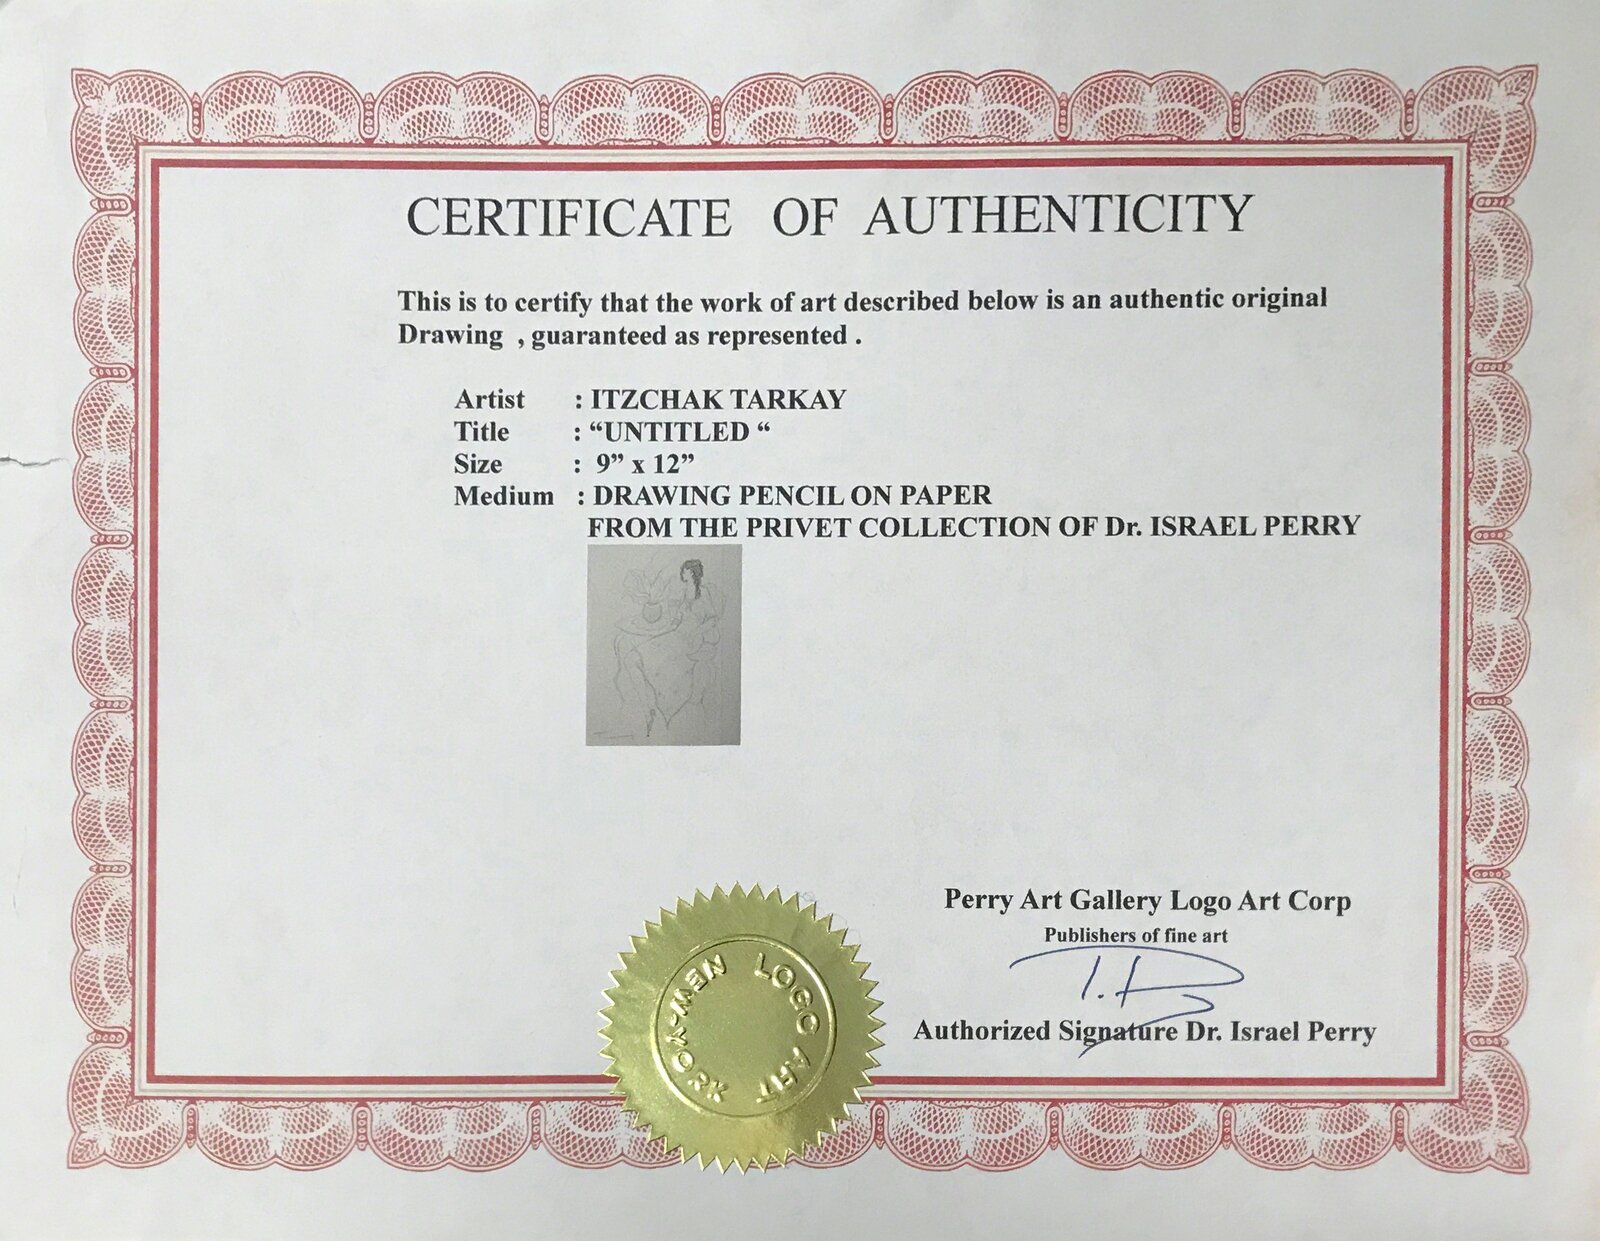 CERTIFICATE OF AUTHENTICITY
This is to certify that the work of art described below is an authentic original
Drawing , guaranteed as represented .
Artist : ITZCHAK TARKAY
Title : “UNTITLED “
Size : 9” x 12”
Medium : DRAWING PENCIL ON PAPER
FROM THE PRIVET COLLECTION OF Dr. ISRAEL PERRY
Perry Art Gallery Logo Art Corp
Publishers of fine art
Authorized Signature Dr. Israel Perry
LOGO ART
NEW-YORK